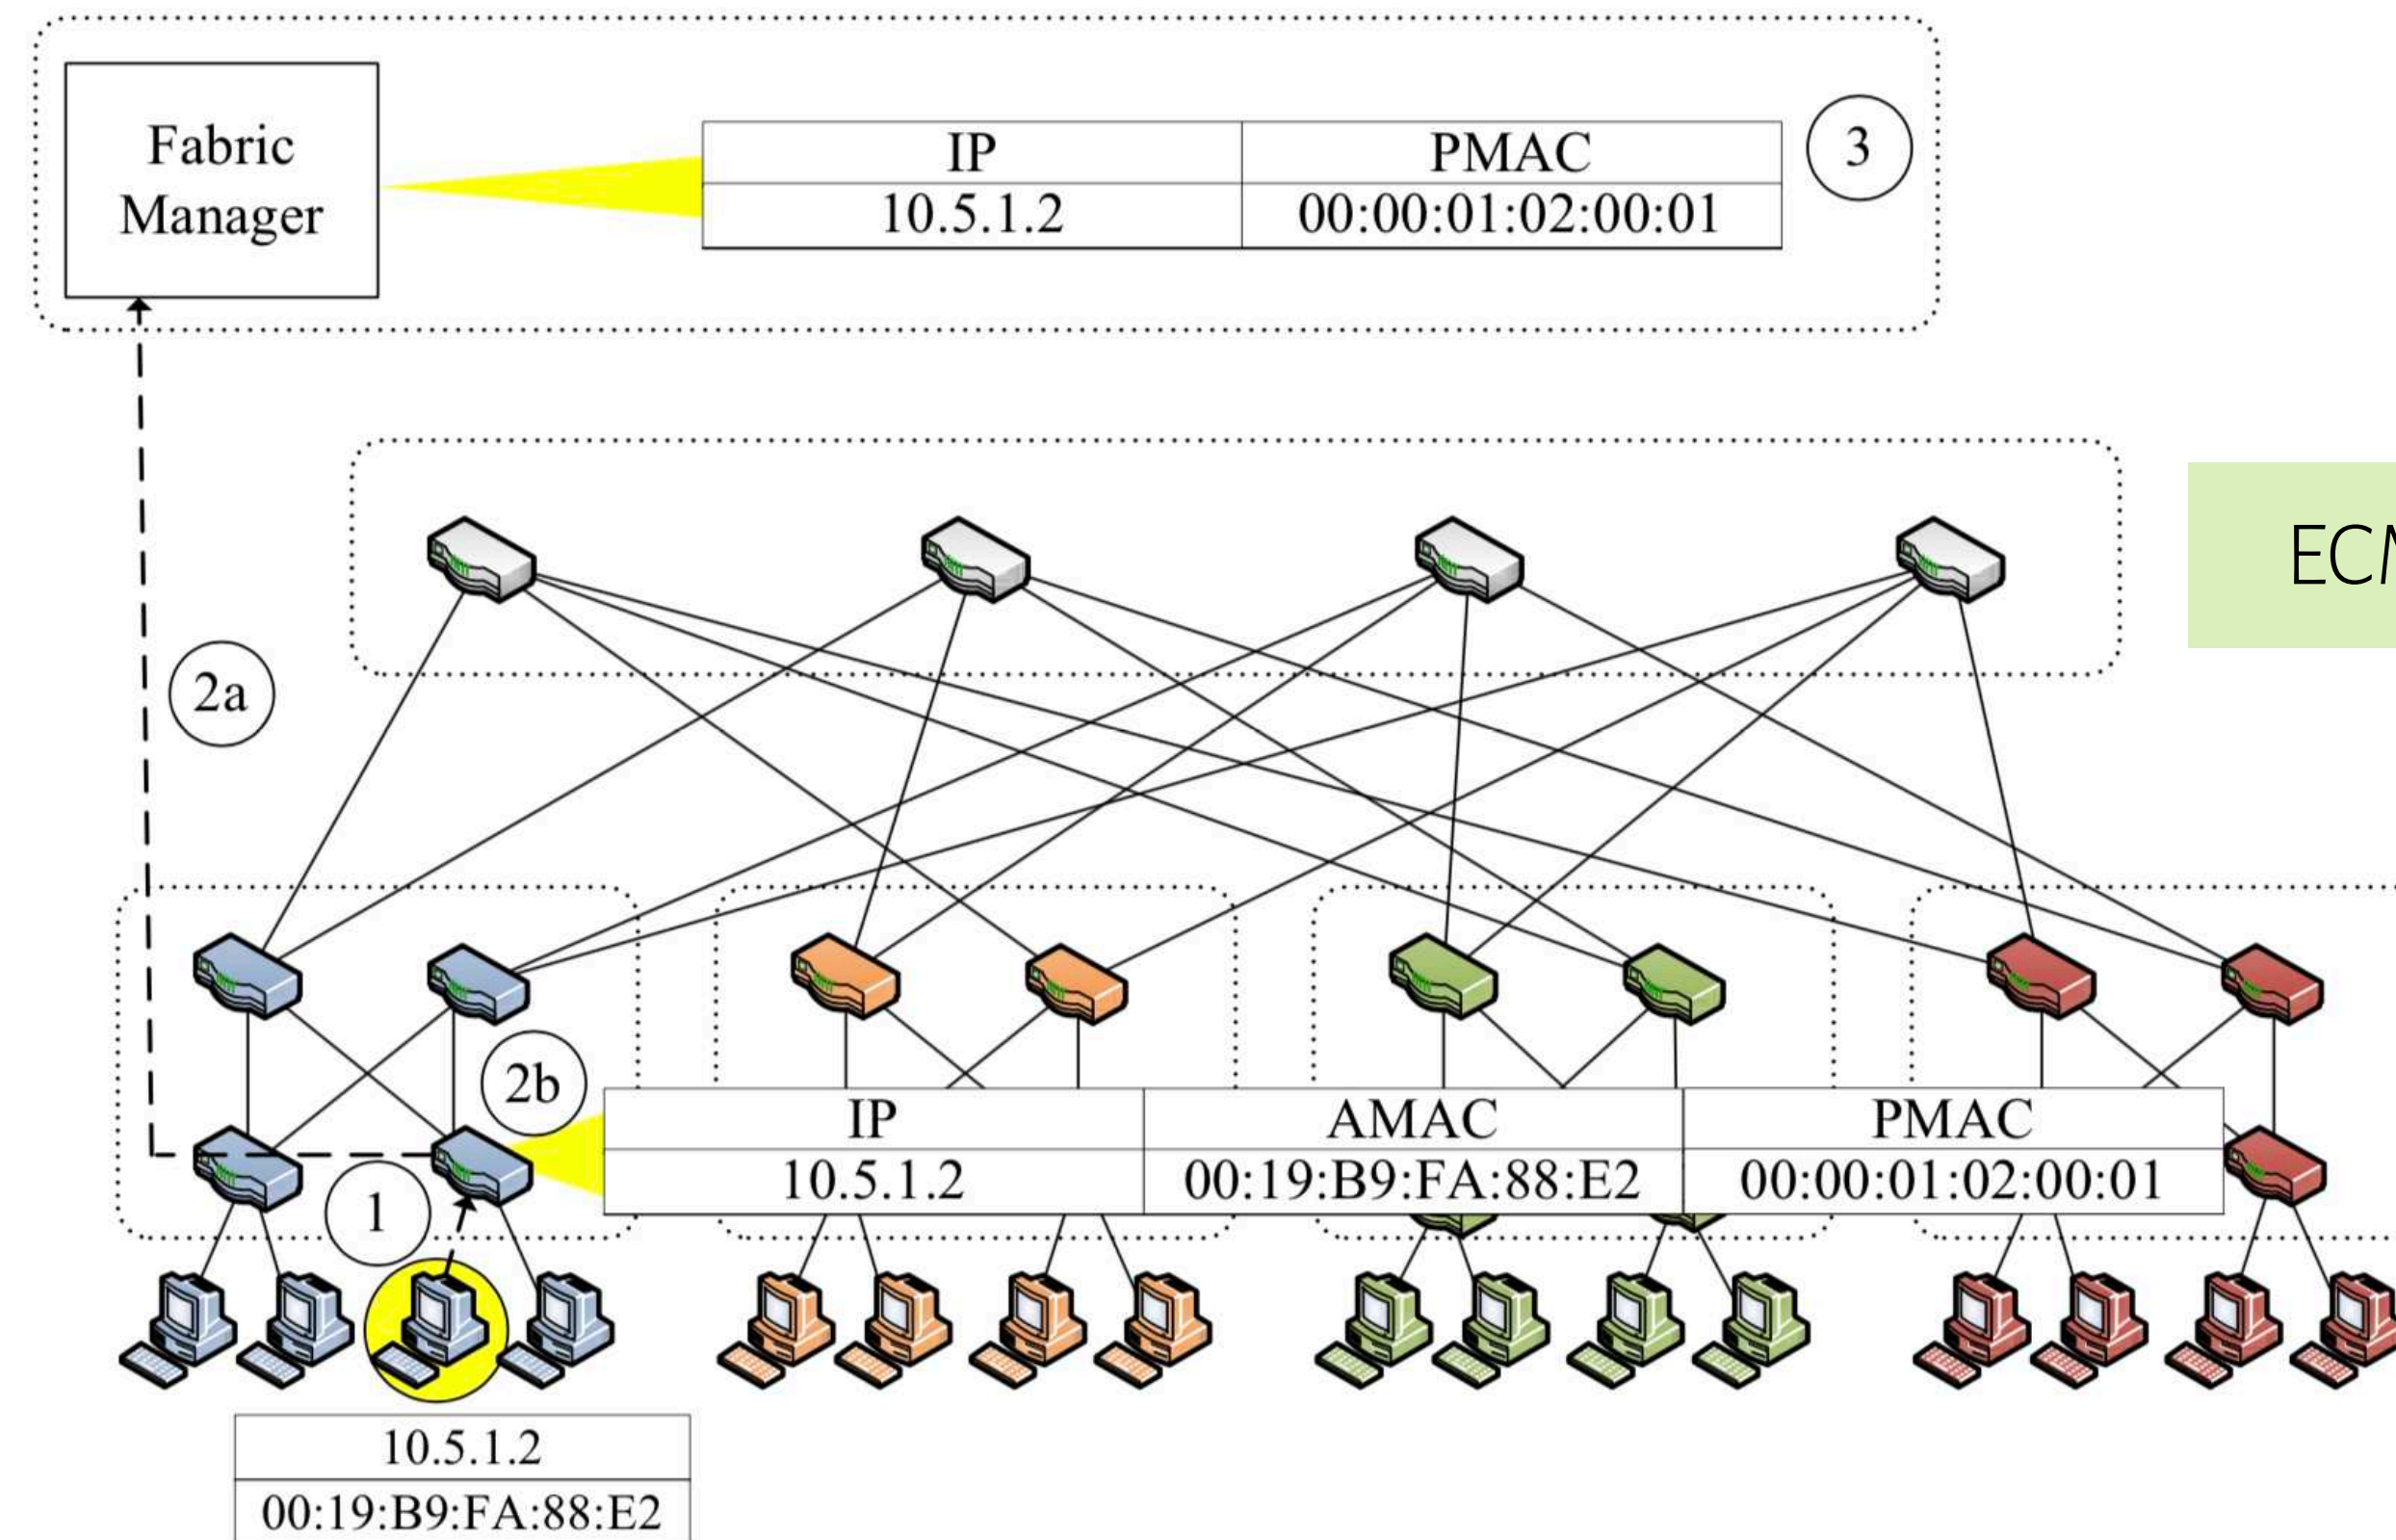 Fabric
Manager
IP PMAC 3
10.5.1.2 00:00:01:02:00:01
2a
2b
IP AMAC PMAC
10.5.1.2 00:19:B9:FA:88:E2 00:00:01:02:00:01
1
10.5.1.2
00:19:B9:FA:88:E2